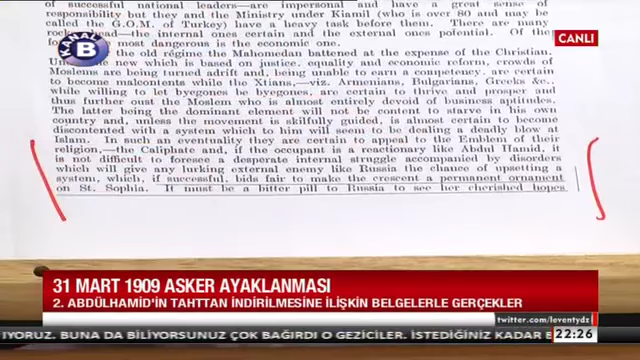 of successful national leaders—are impersonal and have a great sense of
responsibility but they and the Ministry under Kiamil (who is over 80 and may be
called the G.O.M. of Turkey) have a heavy task before them. There are many
ahead—the internal ones certain and the external ones potential. Of the
most dangerous is the economic one.
the old régime the Mahomedan battened at the expense of the Christian.
new which is based on justice, equality and economic reform, crowds of
Moslems are being turned adrift and, being unable to earn a competency, are certain
to become malcontents while the Xtians,—viz. Armenians, Bulgarians, Greeks &c..
while willing to let byegones be byegones, are certain to thrive and prosper and
thus further oust the Moslem who is almost entirely devoid of business aptitudes.
The latter being the dominant element will not be content to starve in his own
country and, unless the movement is skilfully guided, is almost certain to become
discontented with a system which to him will seem to be dealing a deadly blow at
Islam. In such an eventuality they are certain to appeal to the Emblem of their
religion,—the Caliphate and, if the occupant is a reactionary like Abdul Hamid, it
is not difficult to foresee a desperate internal struggle accompanied by disorders
which will give any lurking external enemy like Russia the chance of upsetting a
system, which, if successful, bids fair to make the crescent a permanent ornament
on St. Sophia. It must be a bitter pill to Russia to see her cherished hopes
KANAL B
CANLI
31 MART 1909 ASKER AYAKLANMASI
2. ABDÜLHAMİD'İN TAHTTAN İNDİRİLMESİNE İLİŞKİN BELGELERLE GERÇEKLER
twitter.com/leventydz
İYORUZ. BUNA DA BİLİYORSUNUZ ÇOK BAĞIRDI O GEZİCİLER. İSTEDİĞİNİZ KADAR B
22:26